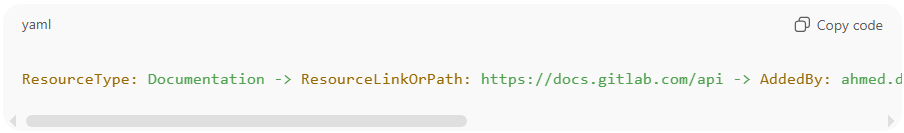 yaml
Copy code
ResourceType: Documentation -> ResourceLinkOrPath: https://docs.gitlab.com/api -> AddedBy: ahmed.d